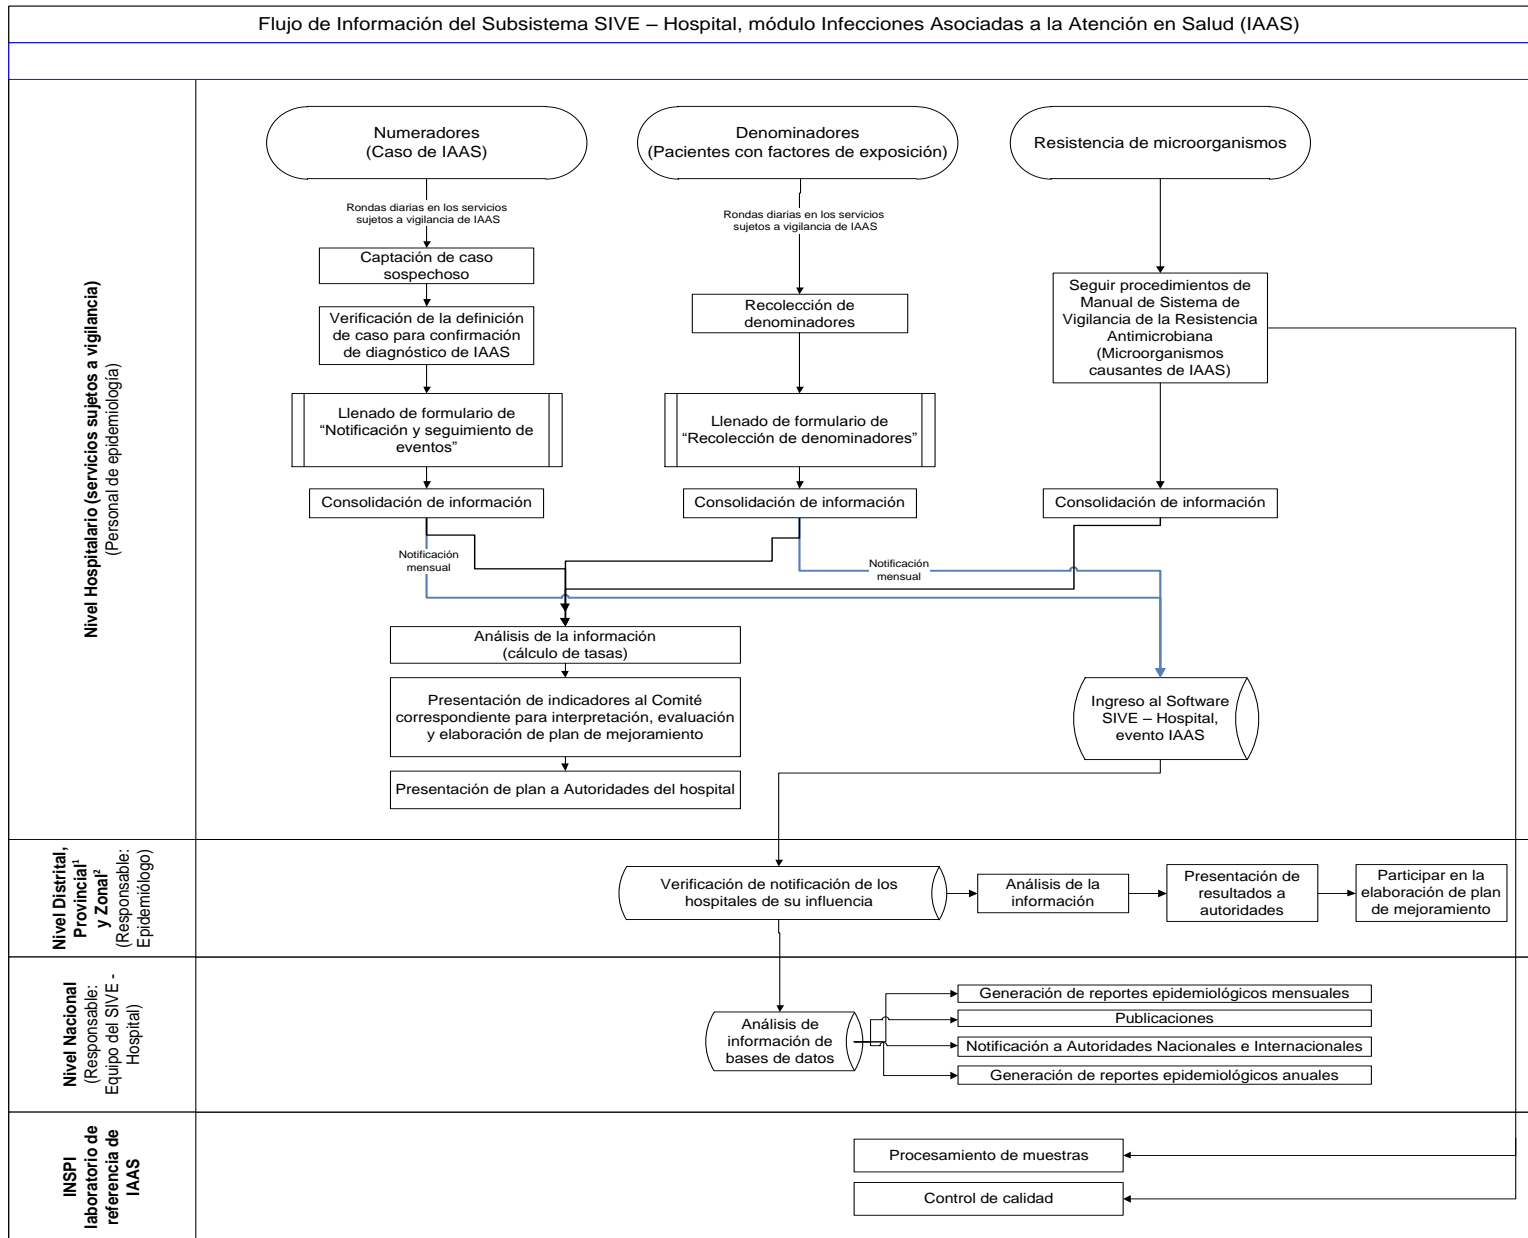 Flujo de Información del Subsistema SIVE – Hospital, módulo Infecciones Asociadas a la Atención en Salud (IAAS)
Nivel Hospitalario (servicios sujetos a vigilancia)
(Personal de epidemiología)
Numeradores
(Caso de IAAS)
Denominadores
(Pacientes con factores de exposición)
Resistencia de microorganismos
Rondas diarias en los servicios
sujetos a vigilancia de IAAS
Rondas diarias en los servicios
sujetos a vigilancia de IAAS
Captación de caso
sospechoso
Verificación de la definición
de caso para confirmación
de diagnóstico de IAAS
Recolección de
denominadores
Seguir procedimientos de
Manual de Sistema de
Vigilancia de la Resistencia
Antimicrobiana
(Microorganismos
causantes de IAAS)
Llenado de formulario de
“Notificación y seguimiento de
eventos”
Llenado de formulario de
“Recolección de denominadores”
Consolidación de información
Consolidación de información
Consolidación de información
Notificación
mensual
Notificación
mensual
Análisis de la información
(cálculo de tasas)
Presentación de indicadores al Comité
correspondiente para interpretación, evaluación
y elaboración de plan de mejoramiento
Presentación de plan a Autoridades del hospital
Ingreso al Software
SIVE – Hospital,
evento IAAS
Nivel Distrital,
Provincial¹
y Zonal²
(Responsable:
Epidemiólogo)
Verificación de notificación de los
hospitales de su influencia
Análisis de la
información
Presentación de
resultados a
autoridades
Participar en la
elaboración de plan
de mejoramiento
Nivel Nacional
(Responsable:
Equipo del SIVE -
Hospital)
Análisis de
información de
bases de datos
Generación de reportes epidemiológicos mensuales
Publicaciones
Notificación a Autoridades Nacionales e Internacionales
Generación de reportes epidemiológicos anuales
INSPI
laboratorio de
referencia de
IAAS
Procesamiento de muestras
Control de calidad